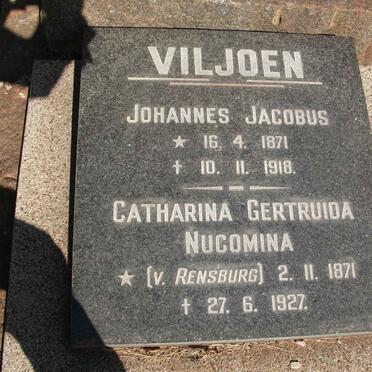 VILJOEN
JOHANNES JACOBUS
★ 16. 4. 1871
† 10. 11. 1918.
CATHARINA GERTRUIDA
NUCOMINA
★ (V. RENSBURG) 2. 11. 1871
† 27. 6. 1927.